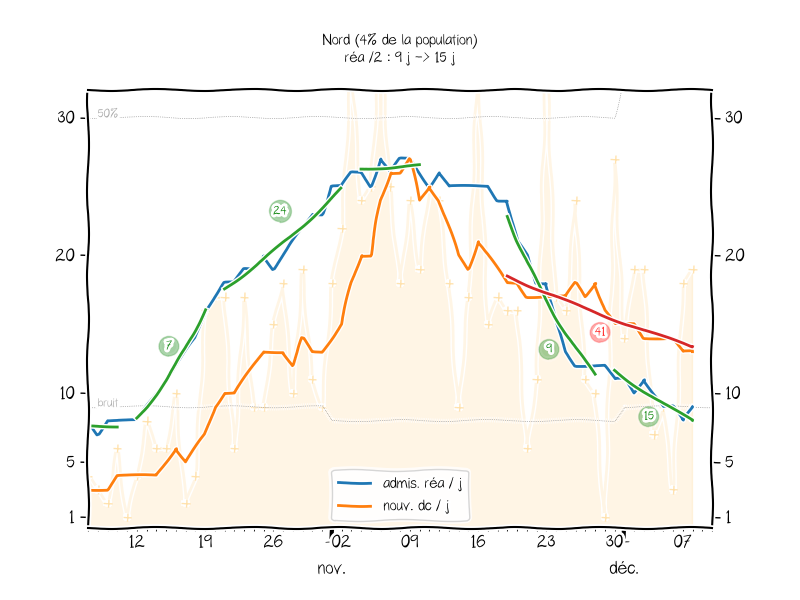 Nord (4% de la population)
réa /2 : 9 j -> 15 j
50%
30
30
24
20
20
7
9
41
bruit
10
10
15
5
5
1
1
admis. réa / j
nouv. dc / j
12 19 26 02 09 16 23 30 07
nov. déc.